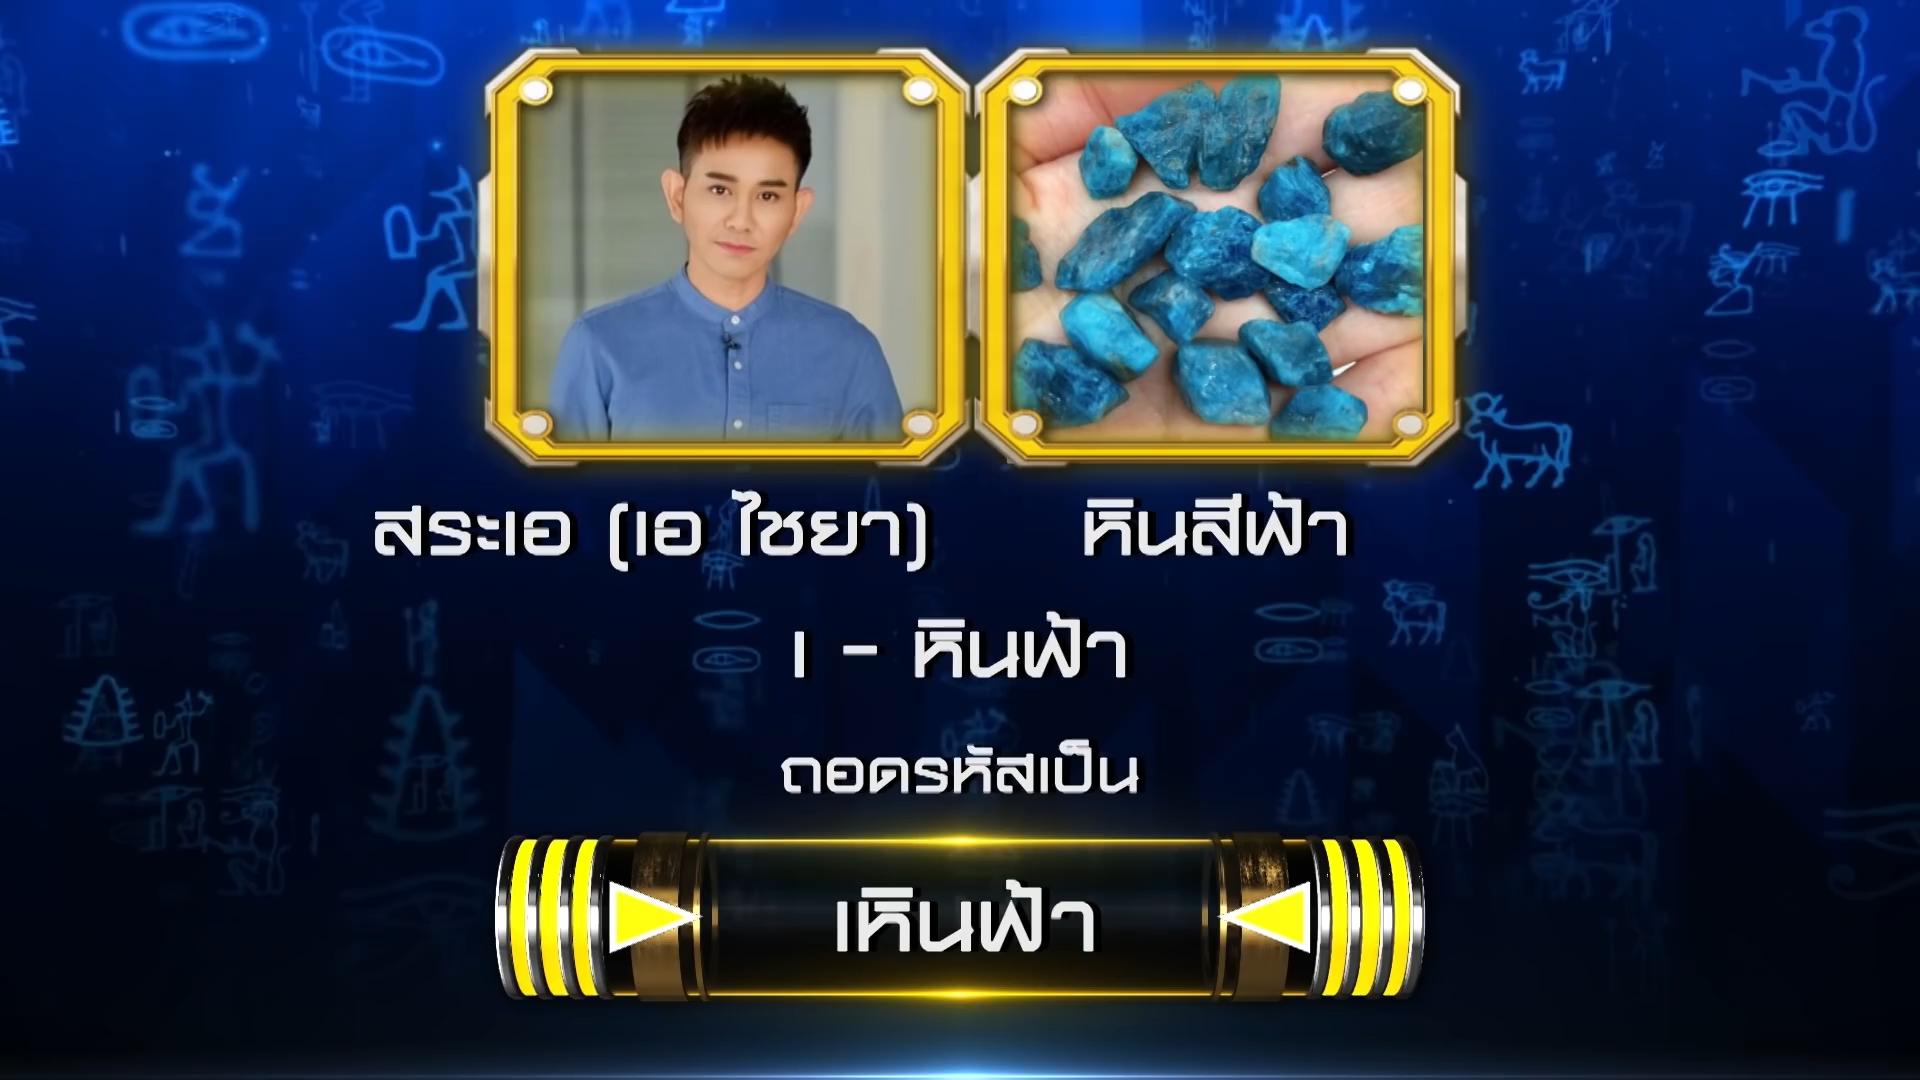 สระเอ (เอ ไชยา) หินสีฟ้า
เ - หินฟ้า
ถอดรหัสเป็น
เหินฟ้า